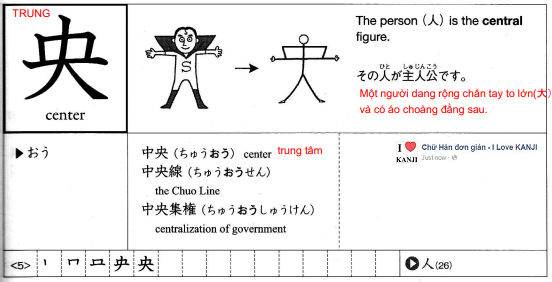 TRUNG
央
center
S
The person (人) is the central
figure.
ひと しゅじんこう
その人が主人公です。
Một người dang rộng chân tay to lớn(大)
và có áo choàng đằng sau.
▶おう
中央(ちゅうおう) center trung tâm
中央線(ちゅうおうせん)
the Chuo Line
中央集権(ちゅうおうしゅうけん)
centralization of government
I ❤ KANJI
Chữ Hán đơn giản - I Love KANJI
Just now
<5> 央
人(26)